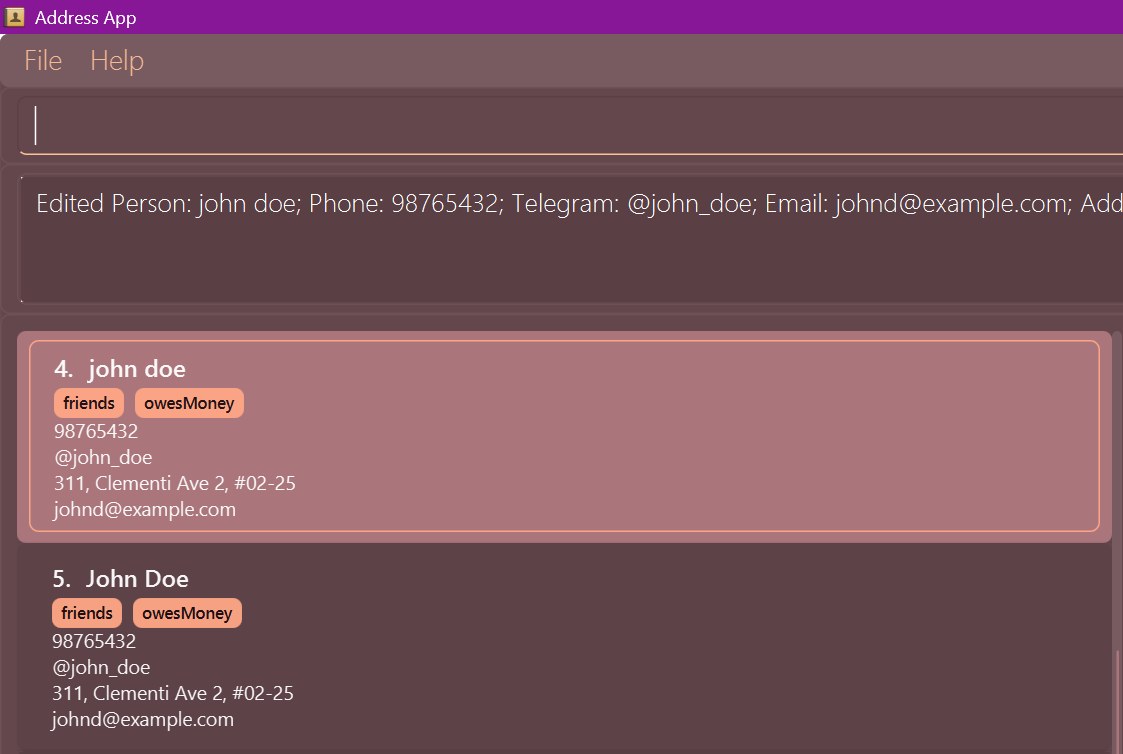 Address App
File Help
Edited Person: john doe; Phone: 98765432; Telegram: @john_doe; Email: johnd@example.com; Add
4. john doe
friends owesMoney
98765432
@john_doe
311, Clementi Ave 2, #02-25
johnd@example.com
5. John Doe
friends owesMoney
98765432
@john_doe
311, Clementi Ave 2, #02-25
johnd@example.com